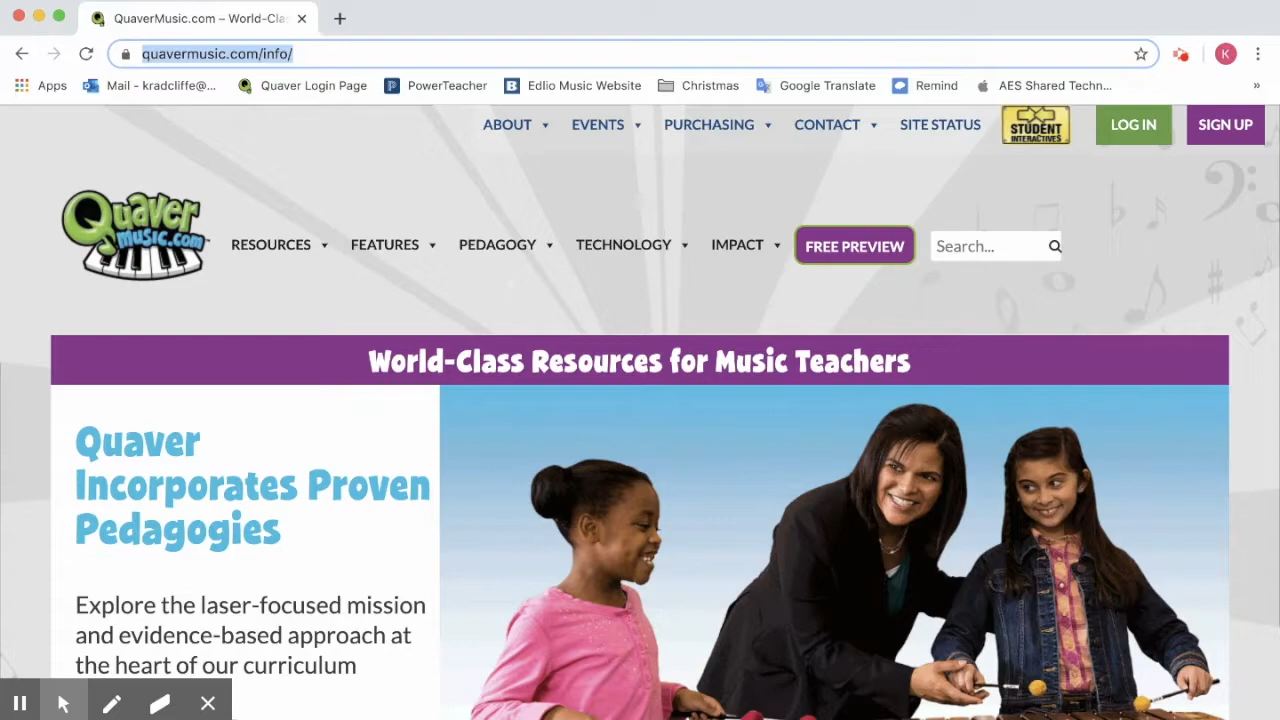 QuaverMusic.com – World-Clas
quavermusic.com/info/
K
Apps Mail - kradcliffe@... Quaver Login Page PowerTeacher Edlio Music Website Christmas Google Translate Remind AES Shared Techn... »
ABOUT EVENTS PURCHASING CONTACT SITE STATUS STUDENT INTERACTIVES LOG IN SIGN UP
Quaver music.com
RESOURCES FEATURES PEDAGOGY TECHNOLOGY IMPACT FREE PREVIEW Search...
World-Class Resources for Music Teachers
Quaver
Incorporates Proven
Pedagogies
Explore the laser-focused mission
and evidence-based approach at
the heart of our curriculum